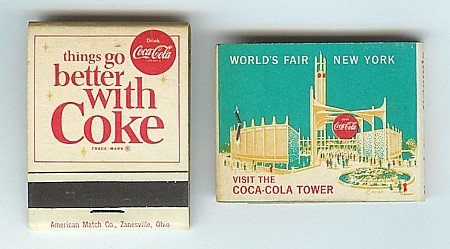 Drink
Coca-Cola
things go
better
with
Coke
TRADE-MARK ®
American Match Co., Zanesville, Ohio
WORLD'S FAIR NEW YORK
Coca-Cola
VISIT THE
COCA-COLA TOWER